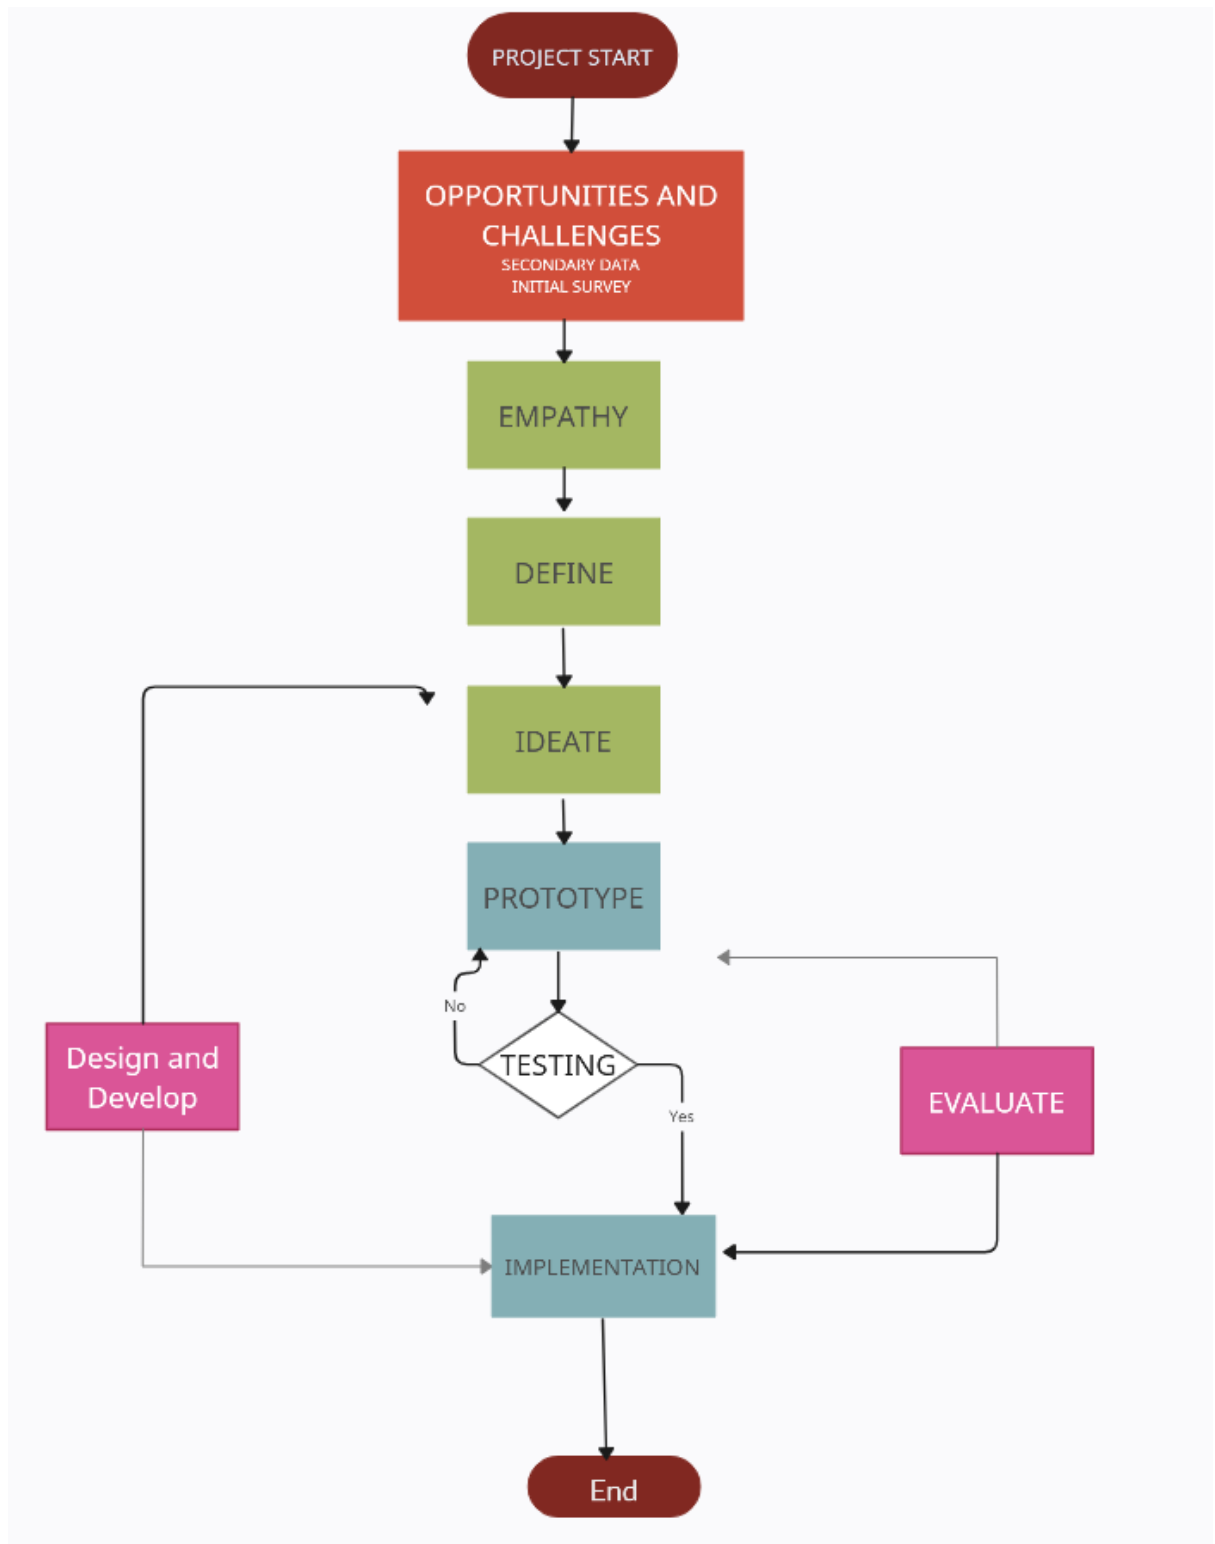 PROJECT START
OPPORTUNITIES AND
CHALLENGES
SECONDARY DATA
INITIAL SURVEY
EMPATHY
DEFINE
IDEATE
PROTOTYPE
No
TESTING
Design and
Develop
Yes
EVALUATE
IMPLEMENTATION
End